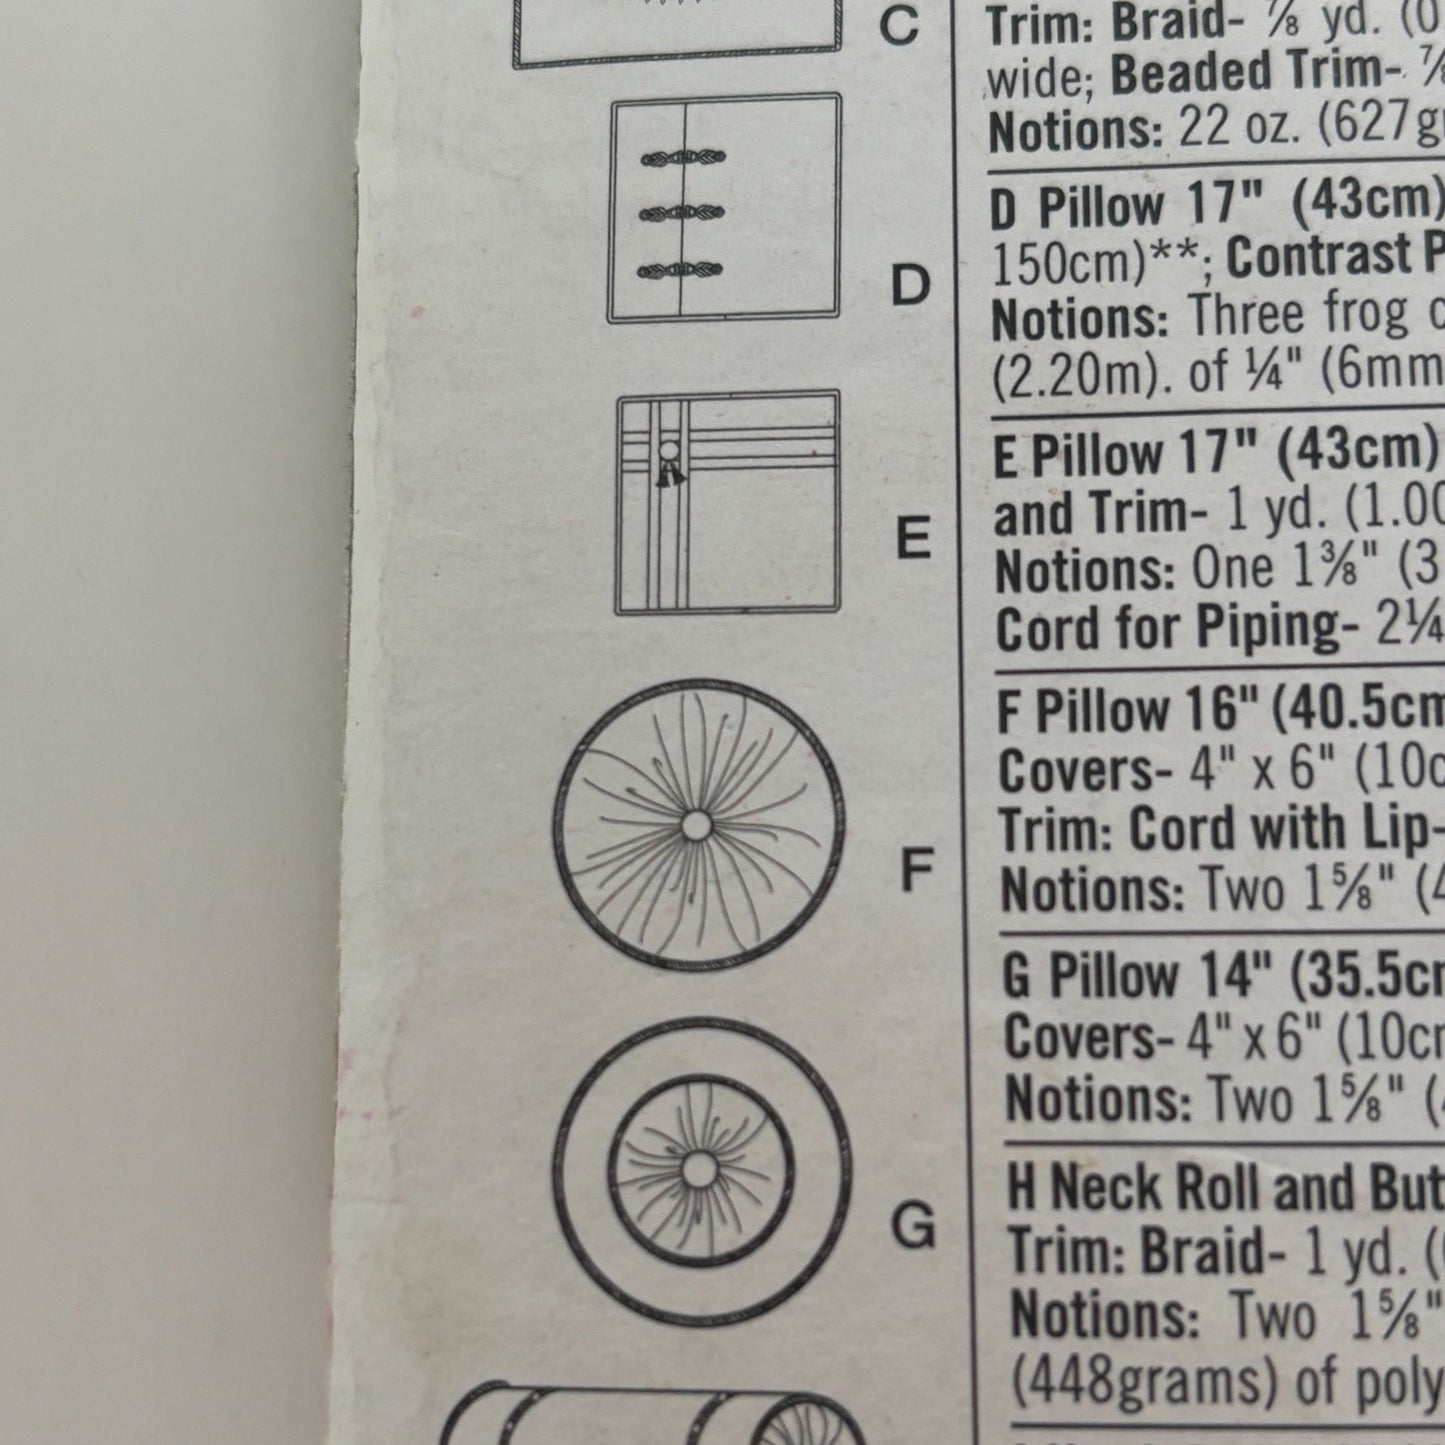 C
Trim: Braid- ⅞ yd. (0
wide; Beaded Trim-
Notions: 22 oz. (627g
D
D Pillow 17" (43cm)
150cm)**; Contrast
Notions: Three frog
(2.20m). of ¼" (6mm
E
E Pillow 17" (43cm)
and Trim- 1 yd. (1.00
Notions: One 1⅜" (3
Cord for Piping- 2¼
F
F Pillow 16" (40.5cm
Covers- 4" x 6" (10c
Trim: Cord with Lip-
Notions: Two 1⅝" (4
G
G Pillow 14" (35.5cm
Covers- 4" x 6" (10cm
Notions: Two 1⅝" (
H Neck Roll and But
Trim: Braid- 1 yd. (
Notions: Two 1⅝"
(448grams) of poly